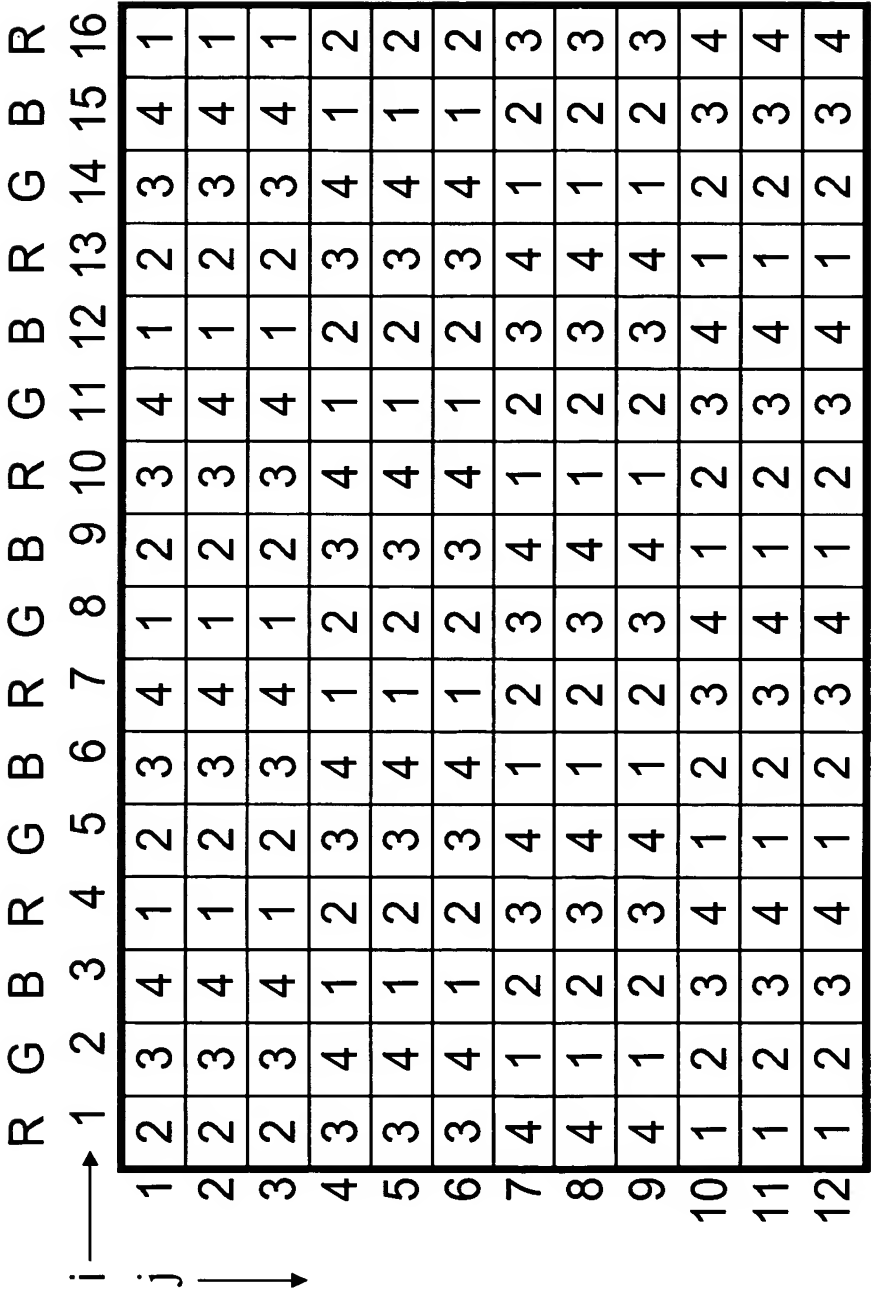 R G B R G B R G B R G B R G B R
i 1 2 3 4 5 6 7 8 9 10 11 12 13 14 15 16
j
1 2 3 4 1 2 3 4 1 2 3 4 1 2 3 4 1
2 2 3 4 1 2 3 4 1 2 3 4 1 2 3 4 1
3 2 3 4 1 2 3 4 1 2 3 4 1 2 3 4 1
4 3 4 1 2 3 4 1 2 3 4 1 2 3 4 1 2
5 3 4 1 2 3 4 1 2 3 4 1 2 3 4 1 2
6 3 4 1 2 3 4 1 2 3 4 1 2 3 4 1 2
7 4 1 2 3 4 1 2 3 4 1 2 3 4 1 2 3
8 4 1 2 3 4 1 2 3 4 1 2 3 4 1 2 3
9 4 1 2 3 4 1 2 3 4 1 2 3 4 1 2 3
10 1 2 3 4 1 2 3 4 1 2 3 4 1 2 3 4
11 1 2 3 4 1 2 3 4 1 2 3 4 1 2 3 4
12 1 2 3 4 1 2 3 4 1 2 3 4 1 2 3 4